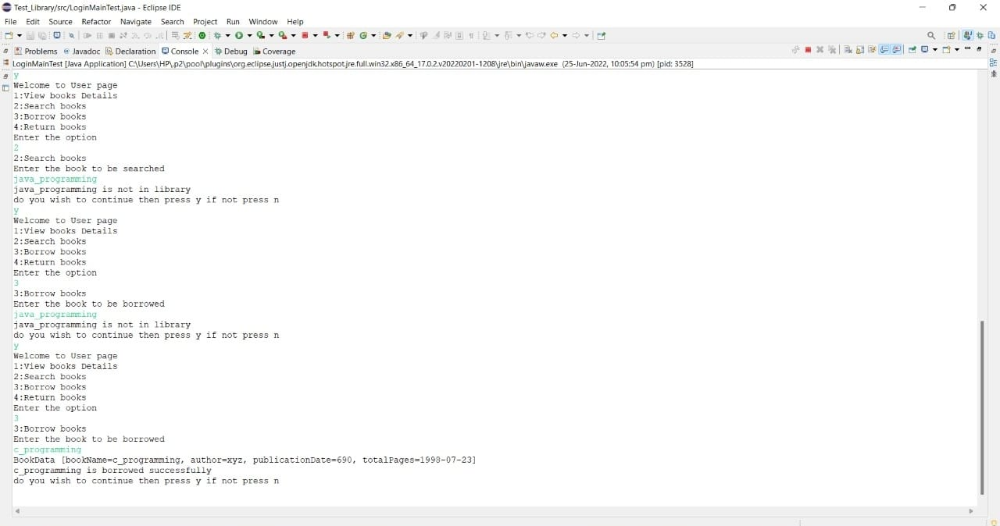 Test_Library/src/LoginMainTest.java - Eclipse IDE
File Edit Source Refactor Navigate Search Project Run Window Help
Problems Javadoc Declaration Console Debug Coverage
LoginMainTest [Java Application] C:\Users\HP\.p2\pool\plugins\org.eclipse.justj.openjdk.hotspot.jre.full.win32.x86_64_17.0.2.v20220201-1208\jre\bin\javaw.exe (25-Jun-2022, 10:05:54 pm) [pid: 3528]
y
Welcome to User page
1:View books Details
2:Search books
3:Borrow books
4:Return books
Enter the option
2
2:Search books
Enter the book to be searched
java_programming
java_programming is not in library
do you wish to continue then press y if not press n
y
Welcome to User page
1:View books Details
2:Search books
3:Borrow books
4:Return books
Enter the option
3
3:Borrow books
Enter the book to be borrowed
java_programming
java_programming is not in library
do you wish to continue then press y if not press n
y
Welcome to User page
1:View books Details
2:Search books
3:Borrow books
4:Return books
Enter the option
3
3:Borrow books
Enter the book to be borrowed
c_programming
BookData [bookName=c_programming, author=xyz, publicationDate=690, totalPages=1998-07-23]
c_programming is borrowed successfully
do you wish to continue then press y if not press n